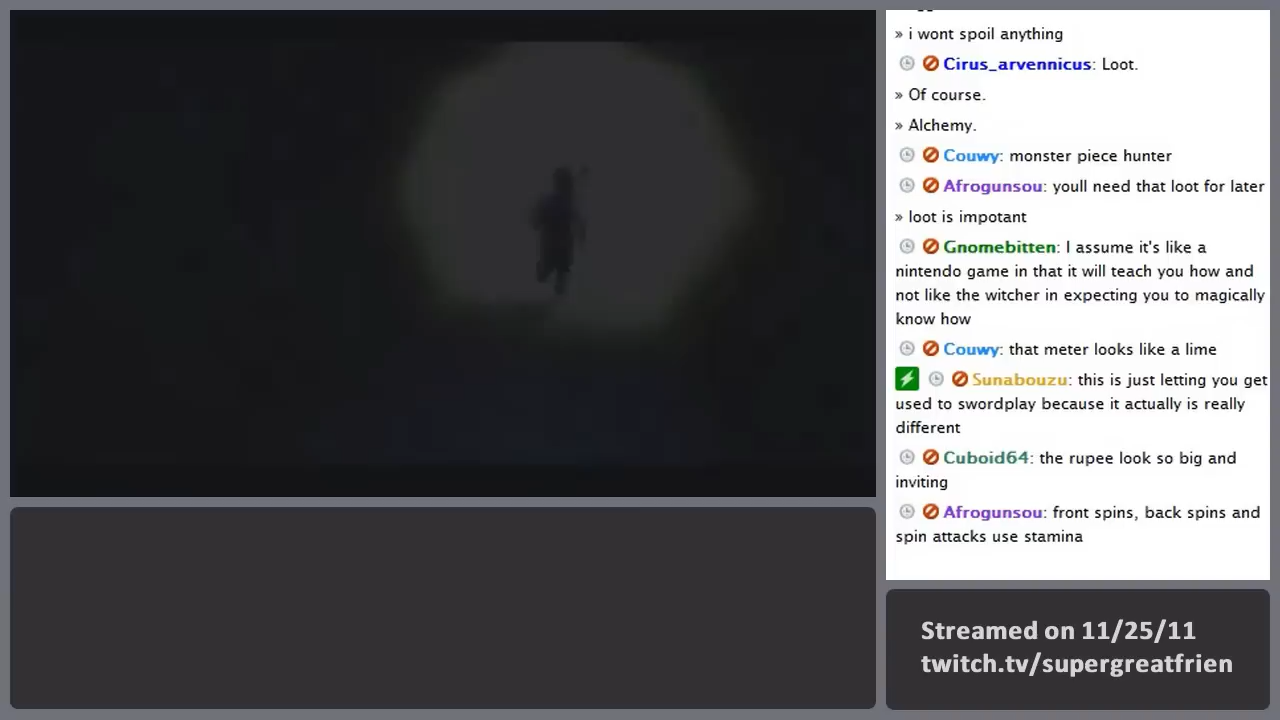 » i wont spoil anything
Cirus_arvennicus: Loot.
» Of course.
» Alchemy.
Couwy: monster piece hunter
Afrogunsou: youll need that loot for later
» loot is impotant
Gnomebitten: I assume it's like a
nintendo game in that it will teach you how and
not like the witcher in expecting you to magically
know how
Couwy: that meter looks like a lime
Sunabouzu: this is just letting you get
used to swordplay because it actually is really
different
Cuboid64: the rupee look so big and
inviting
Afrogunsou: front spins, back spins and
spin attacks use stamina
Streamed on 11/25/11
twitch.tv/supergreatfrien